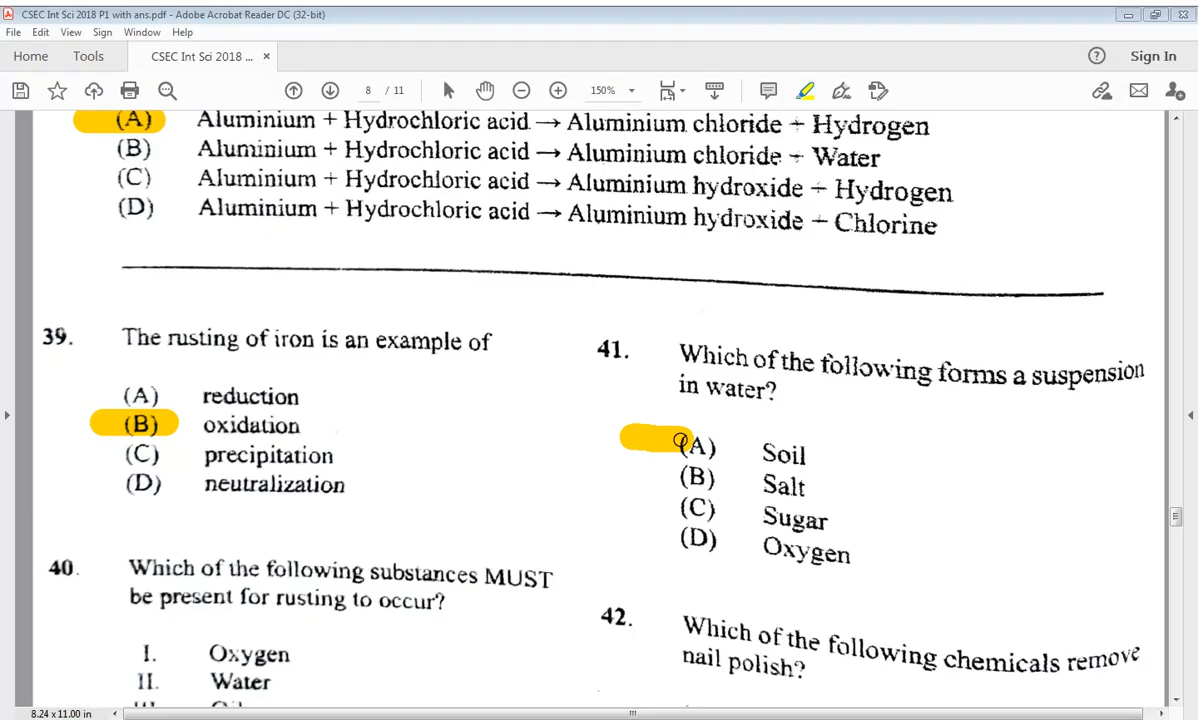 CSEC Int Sci 2018 P1 with ans.pdf - Adobe Acrobat Reader DC (32-bit)
File Edit View Sign Window Help
Home Tools CSEC Int Sci 2018 ... × ? Sign In
8 / 11 150%
(A) Aluminium + Hydrochloric acid → Aluminium chloride + Hydrogen
(B) Aluminium + Hydrochloric acid → Aluminium chloride + Water
(C) Aluminium + Hydrochloric acid → Aluminium hydroxide + Hydrogen
(D) Aluminium + Hydrochloric acid → Aluminium hydroxide + Chlorine
39. The rusting of iron is an example of
(A) reduction
(B) oxidation
(C) precipitation
(D) neutralization
40. Which of the following substances MUST
be present for rusting to occur?
I. Oxygen
II. Water
41. Which of the following forms a suspension
in water?
(A) Soil
(B) Salt
(C) Sugar
(D) Oxygen
42. Which of the following chemicals remove
nail polish?
8.24 x 11.00 in